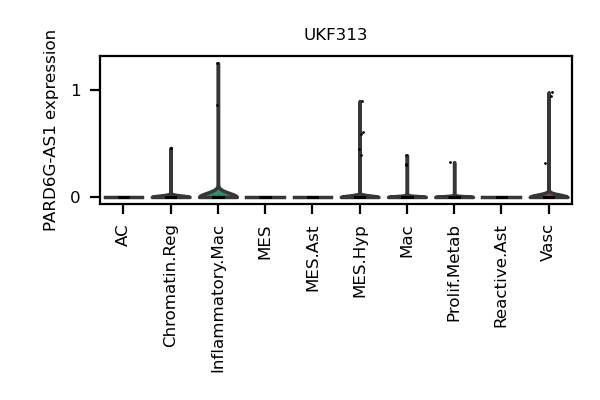 UKF313
PARD6G-AS1 expression
1
0
AC
Chromatin.Reg
Inflammatory.Mac
MES
MES.Ast
MES.Hyp
Mac
Prolif.Metab
Reactive.Ast
Vasc